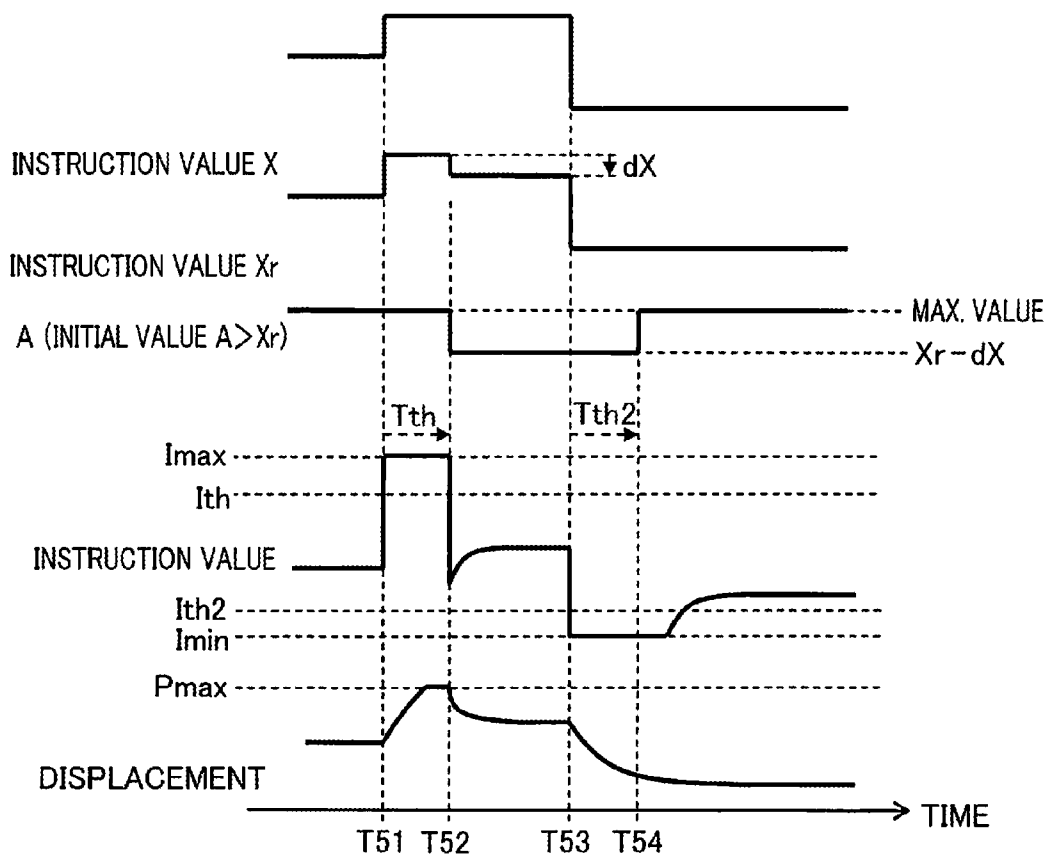 INSTRUCTION VALUE X
dX
INSTRUCTION VALUE Xr
A (INITIAL VALUE A>Xr)
MAX. VALUE
Xr-dX
Tth
Tth2
Imax
Ith
INSTRUCTION VALUE
Ith2
Imin
Pmax
DISPLACEMENT
TIME
T51 T52 T53 T54